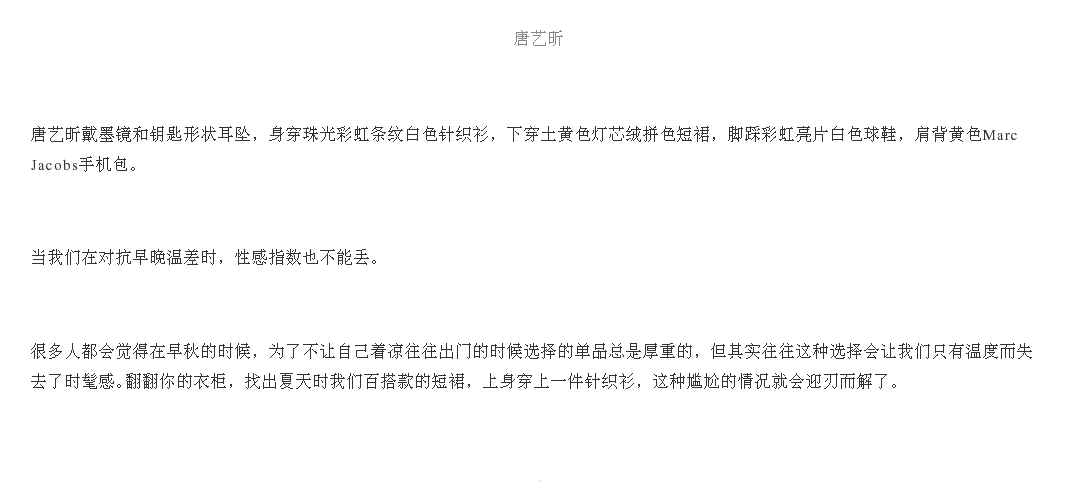 唐艺昕
唐艺昕戴墨镜和钥匙形状耳坠，身穿珠光彩虹条纹白色针织衫，下穿土黄色灯芯绒拼色短裙，脚踩彩虹亮片白色球鞋，肩背黄色Marc
Jacobs手机包。
当我们在对抗早晚温差时，性感指数也不能丢。
很多人都会觉得在早秋的时候，为了不让自己着凉往往出门的时候选择的单品总是厚重的，但其实往往这种选择会让我们只有温度而失
去了时髦感。翻翻你的衣柜，找出夏天时我们百搭款的短裙，上身穿上一件针织衫，这种尴尬的情况就会迎刃而解了。